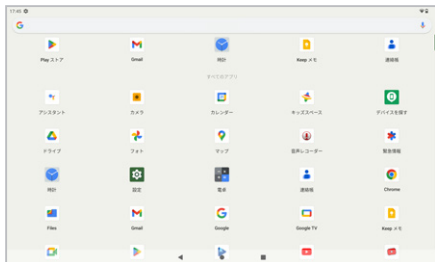 17:45
Play ストア
Gmail
時計
Keep メモ
連絡帳
すべてのアプリ
アシスタント
カメラ
カレンダー
キッズスペース
デバイスを探す
ドライブ
フォト
マップ
音声レコーダー
緊急情報
時計
設定
電卓
連絡帳
Chrome
Files
Gmail
Google
Google TV
Keep メモ